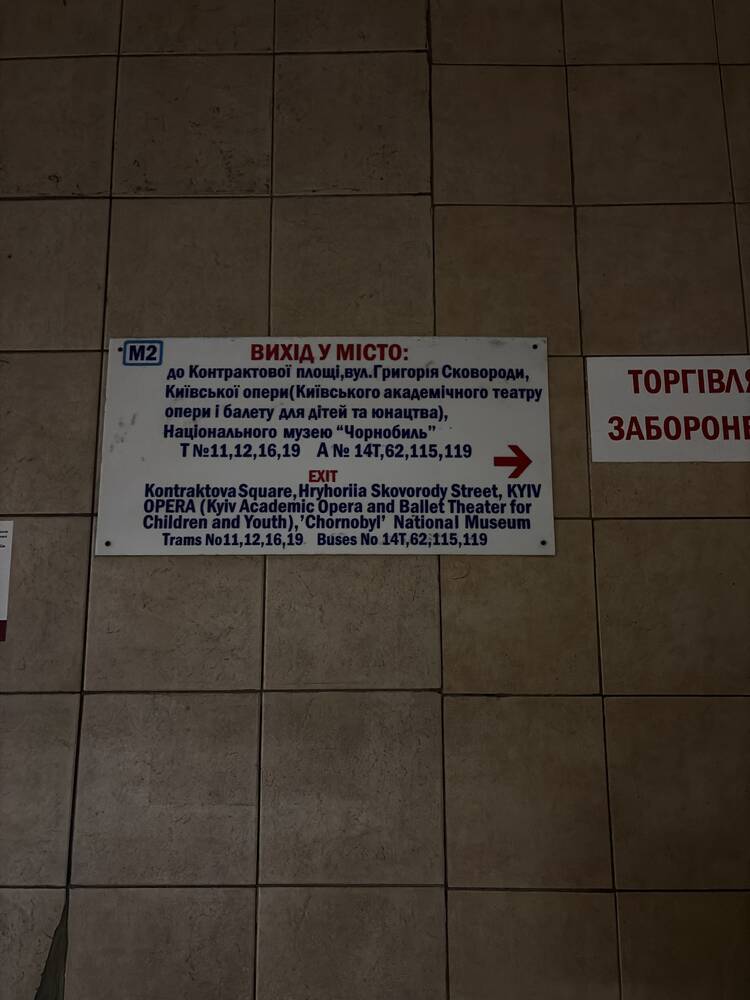 M2
ВИХІД У МІСТО:
до Контрактової площі,вул.Григорія Сковороди,
Київської опери(Київського академічного театру
опери і балету для дітей та юнацтва),
Національного музею "Чорнобиль"
Т №11,12,16,19 А № 14Т,62,115,119
EXIT
Kontraktova Square, Hryhoriia Skovorody Street, KYIV
OPERA (Kyiv Academic Opera and Ballet Theater for
Children and Youth),'Chornobyl' National Museum
Trams No11,12,16,19 Buses No 14T,62,115,119
ТОРГІВЛЯ
ЗАБОРОНЕ